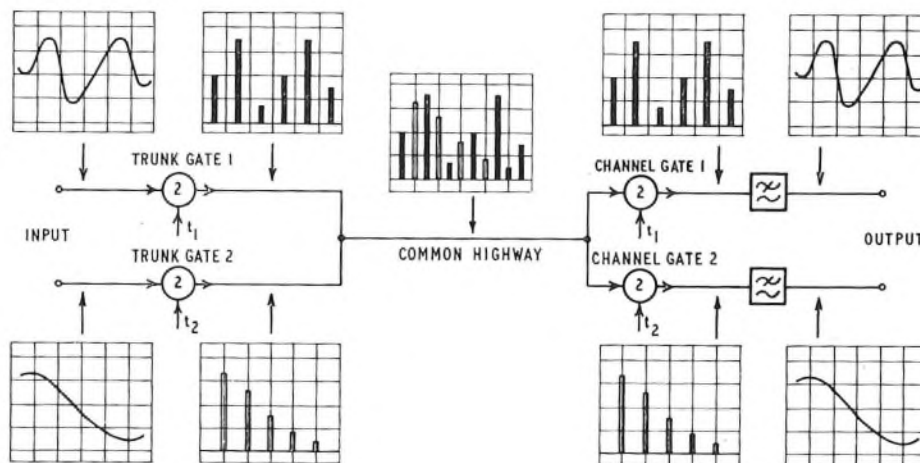 TRUNK GATE 1
2
t1
INPUT
TRUNK GATE 2
2
t2
COMMON HIGHWAY
CHANNEL GATE 1
2
t1
OUTPUT
CHANNEL GATE 2
2
t2